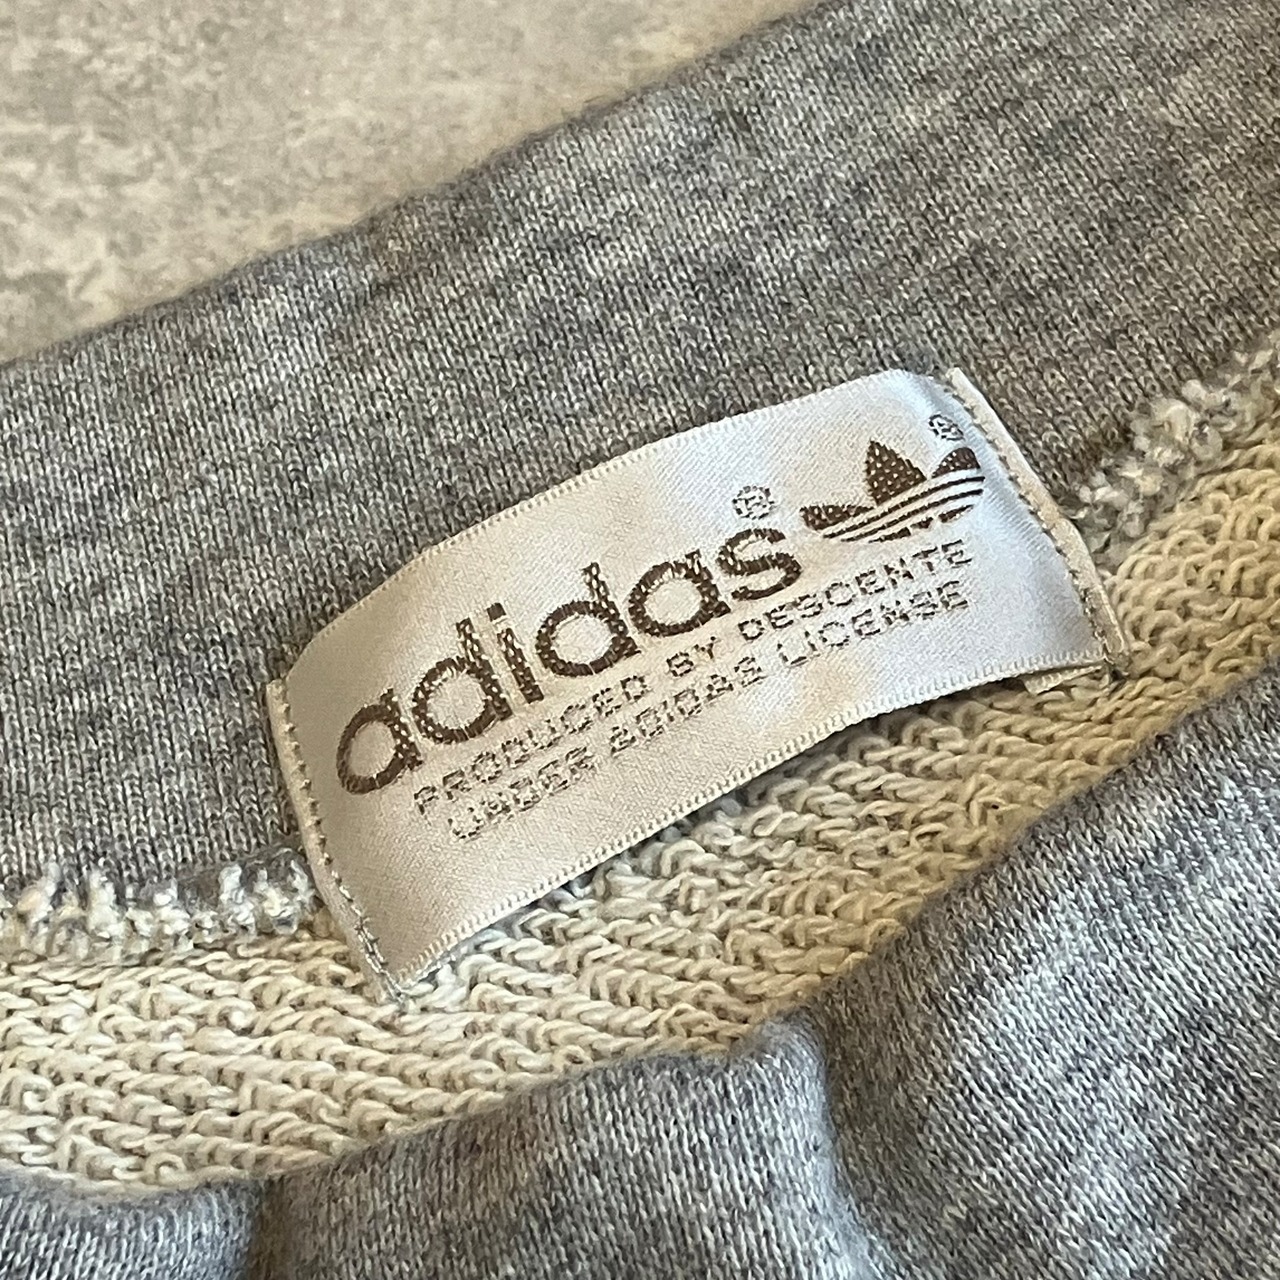 adidas®
®
PRODUCED BY DESCENTE
UNDER ADIDAS LICENSE